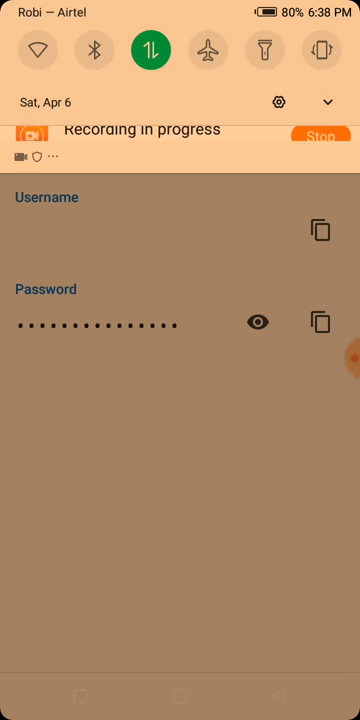 Robi — Airtel 80% 6:38 PM
Sat, Apr 6
Recording in progress Stop
Username
Password